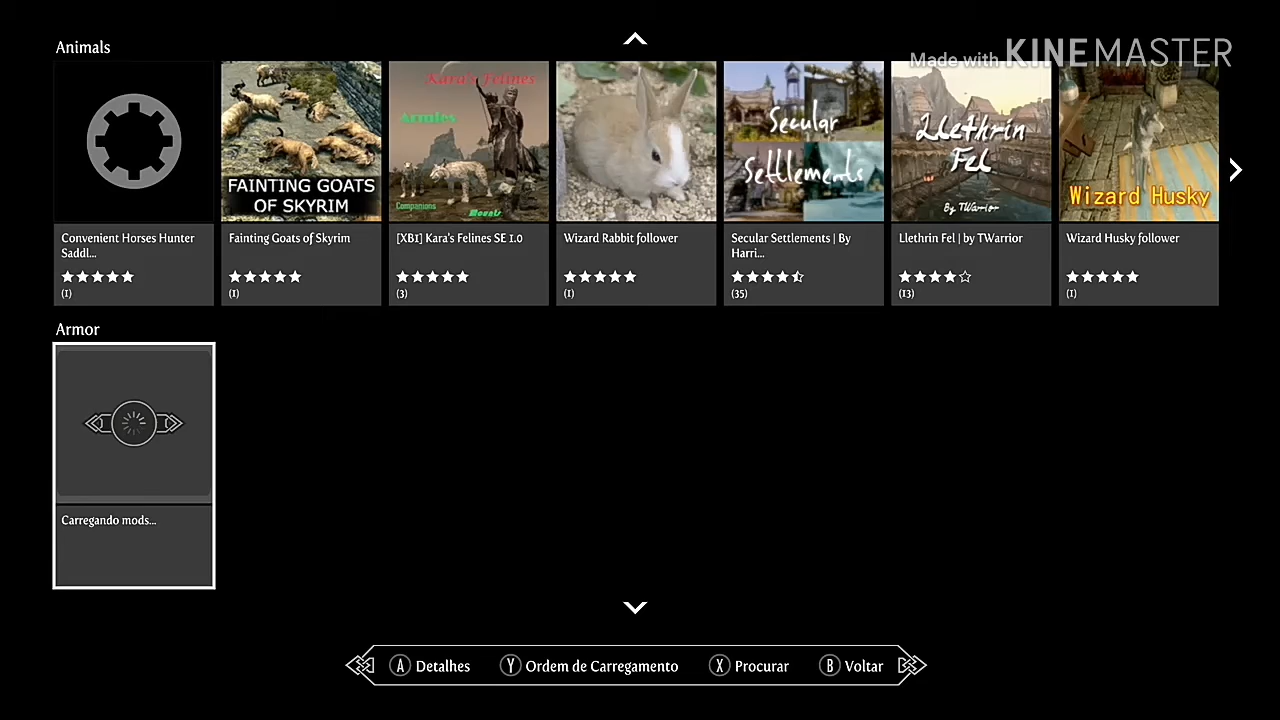 Animals
Made with KINEMASTER
FAINTING GOATS
OF SKYRIM
Kara's Felines
Armies
Companions
Mounts
Secular
Settlements
Llethrin
Fel
By TWarrior
Wizard Husky
Convenient Horses Hunter
Saddl...
(1)
Fainting Goats of Skyrim
(1)
[XB1] Kara's Felines SE 1.0
(3)
Wizard Rabbit follower
(1)
Secular Settlements | By
Harri...
(35)
Llethrin Fel | by TWarrior
(13)
Wizard Husky follower
(1)
Armor
Carregando mods...
A Detalhes
Y Ordem de Carregamento
X Procurar
B Voltar